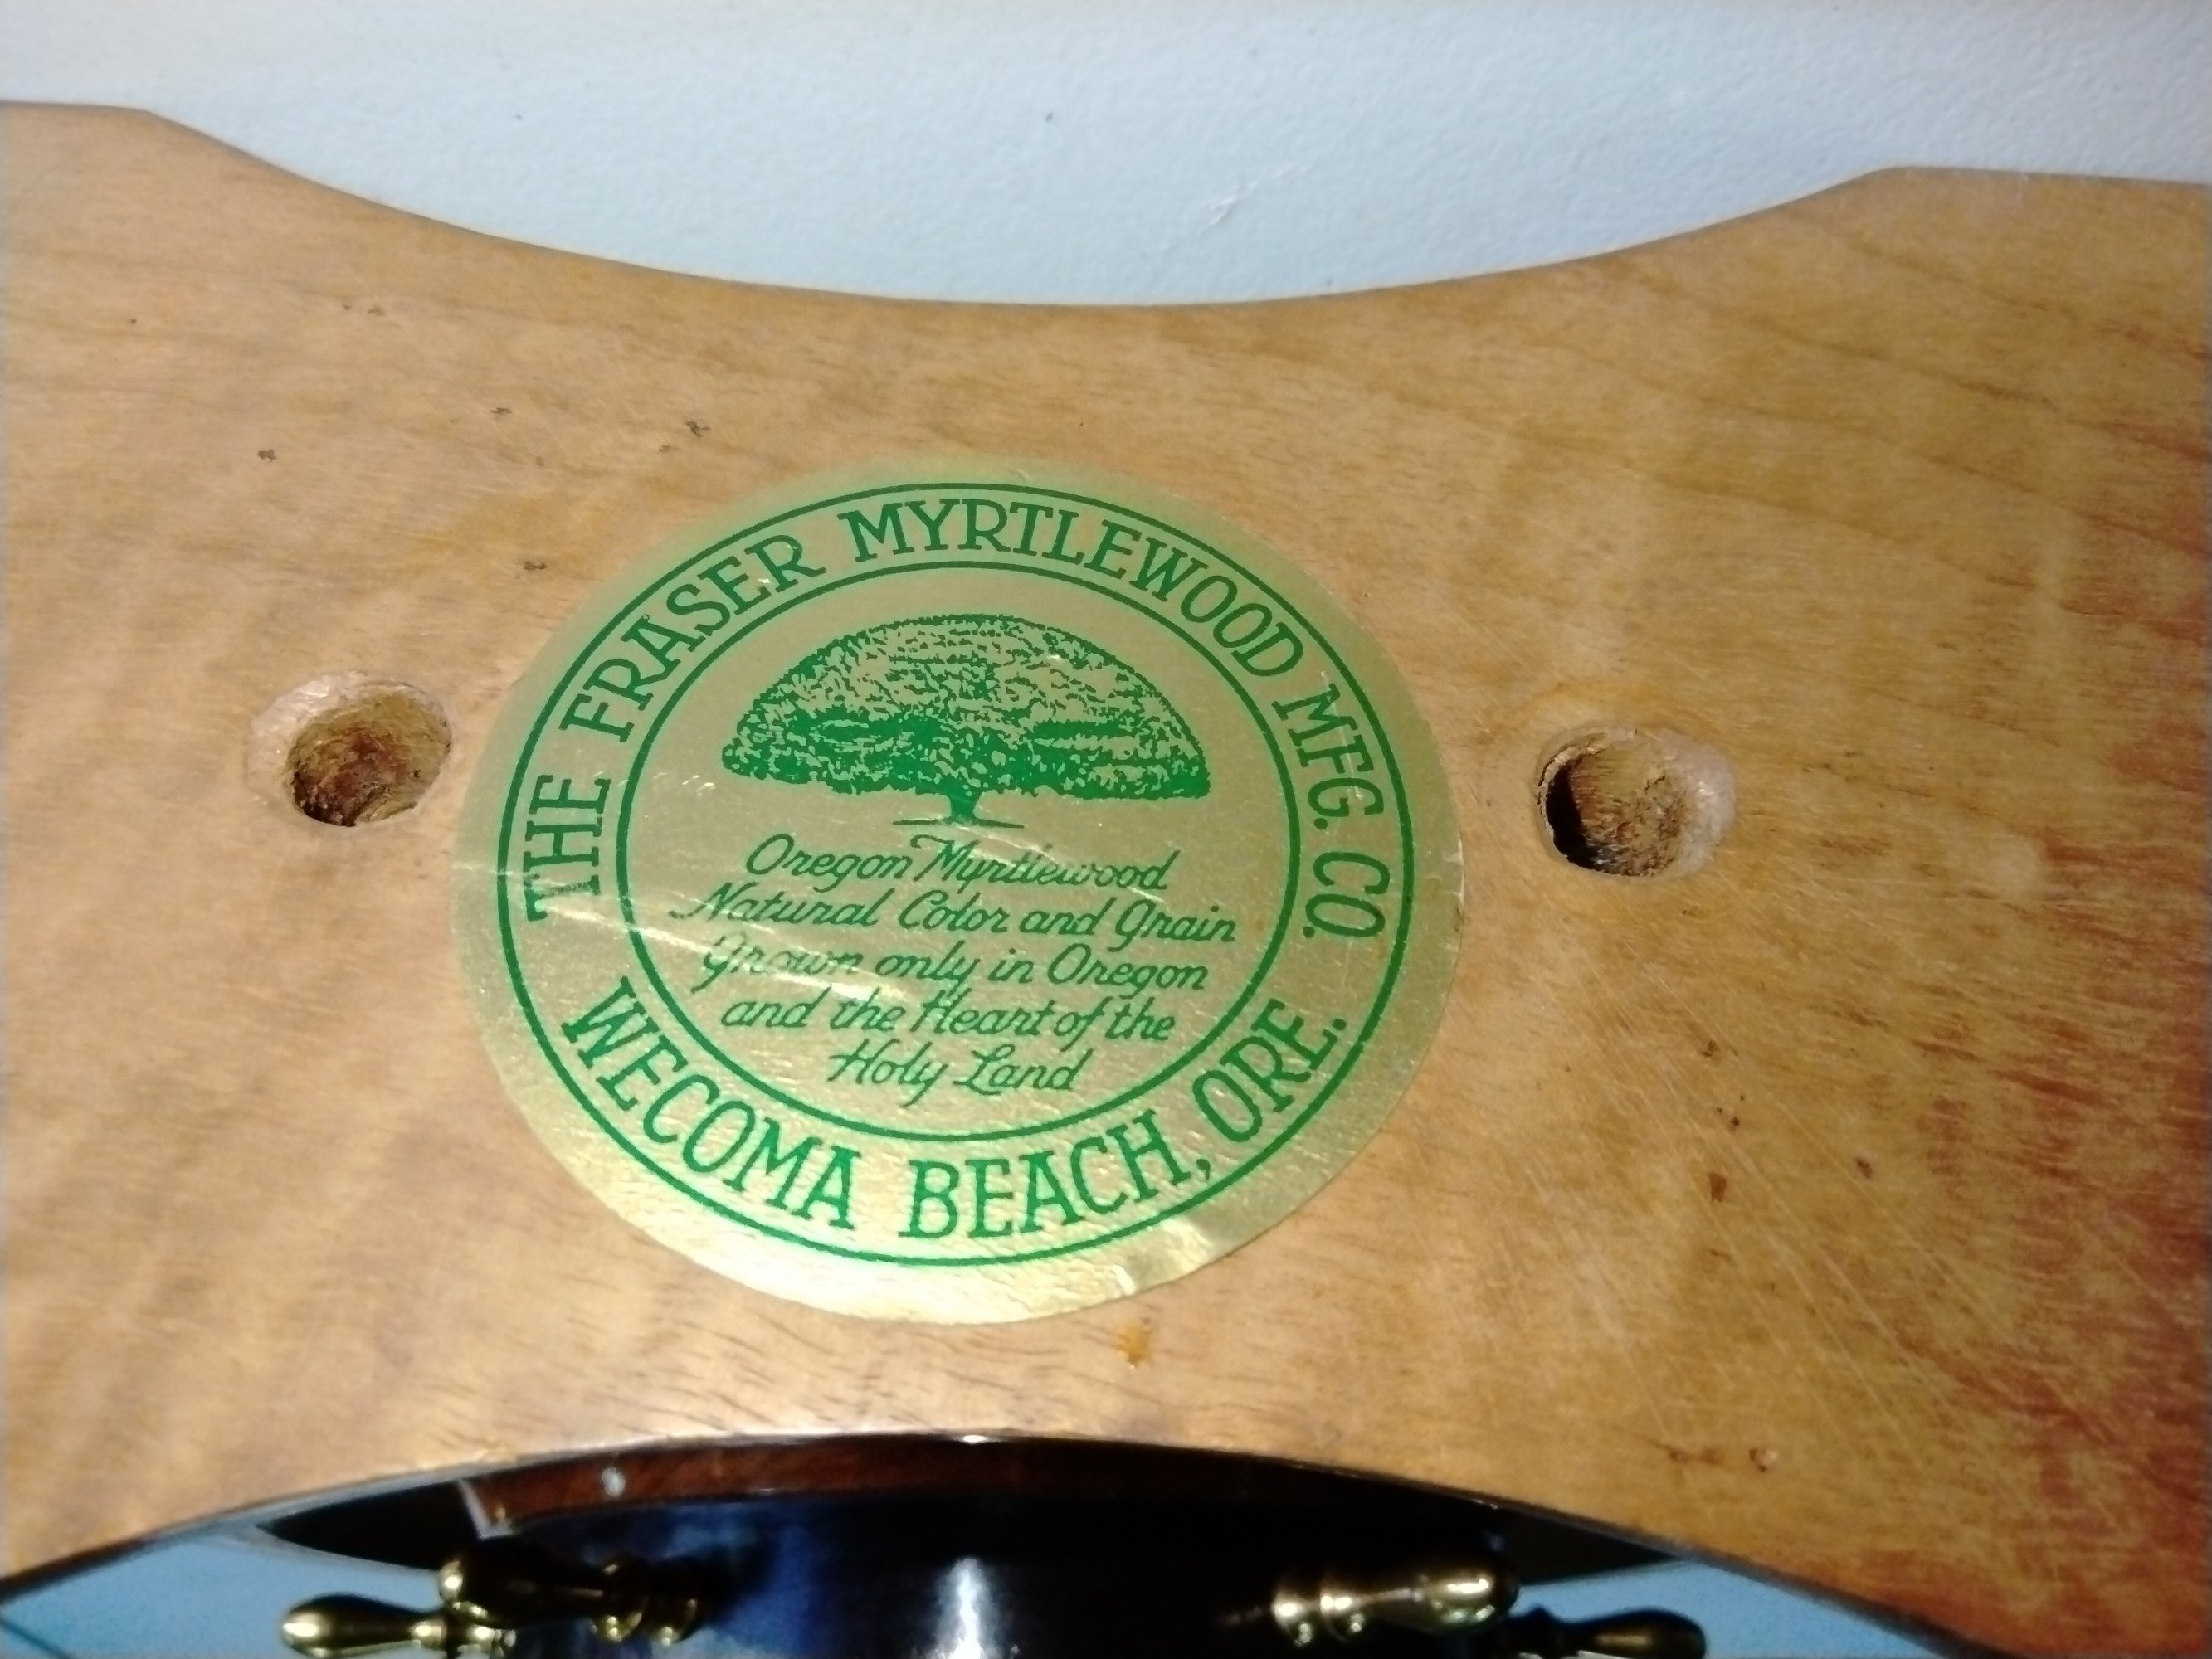 THE FRASER MYRTLEWOOD MFG. CO.
Oregon Myrtlewood
Natural Color and Grain
Grown only in Oregon
and the Heart of the
Holy Land
WECOMA BEACH, ORE.